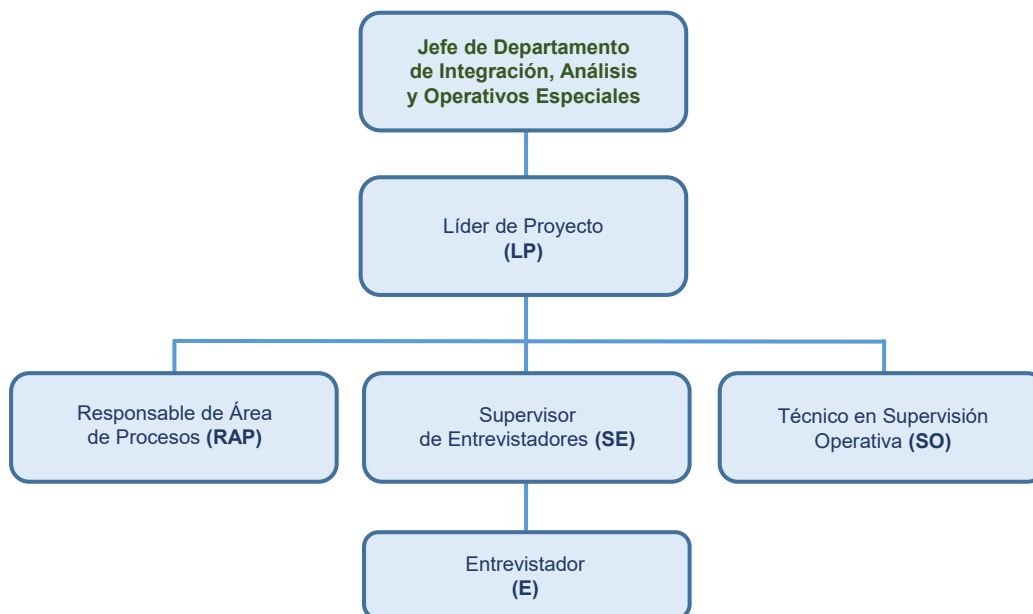 Jefe de Departamento
de Integración, Análisis
y Operativos Especiales
Líder de Proyecto
(LP)
Responsable de Área
de Procesos (RAP)
Supervisor
de Entrevistadores (SE)
Técnico en Supervisión
Operativa (SO)
Entrevistador
(E)